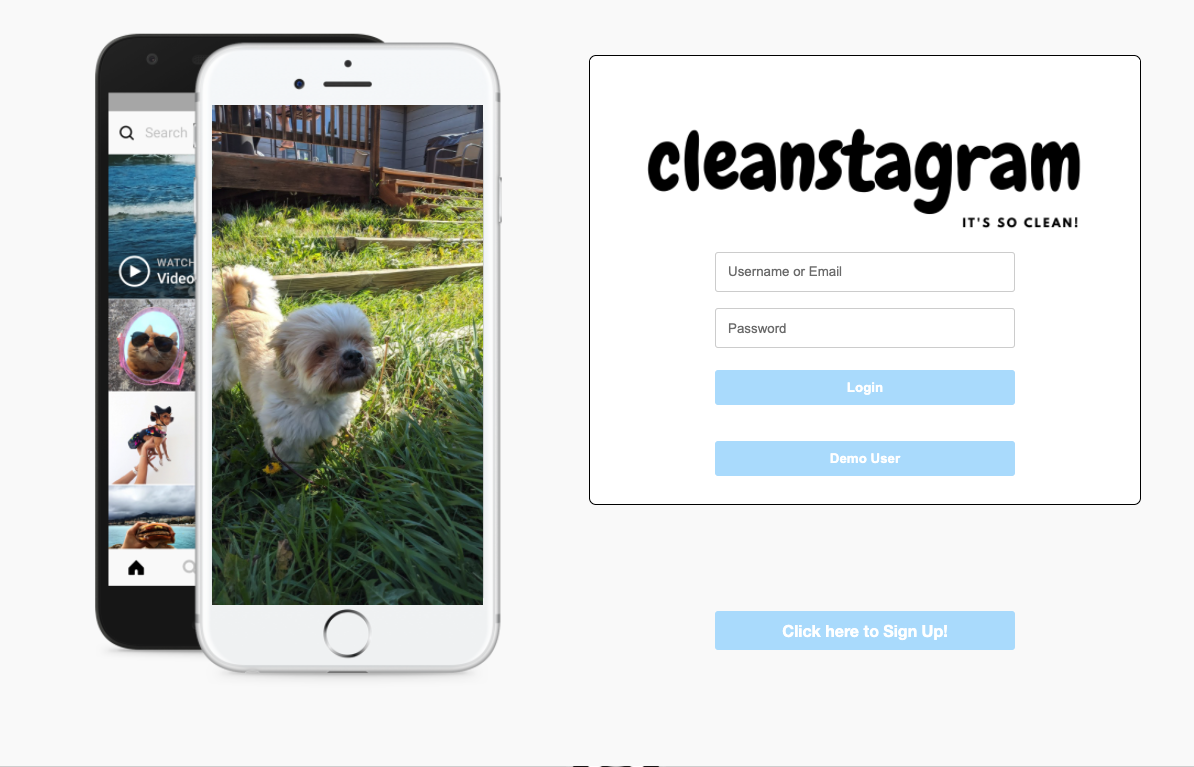 Search
WATCH
Video
cleanstagram
IT'S SO CLEAN!
Username or Email
Password
Login
Demo User
Click here to Sign Up!